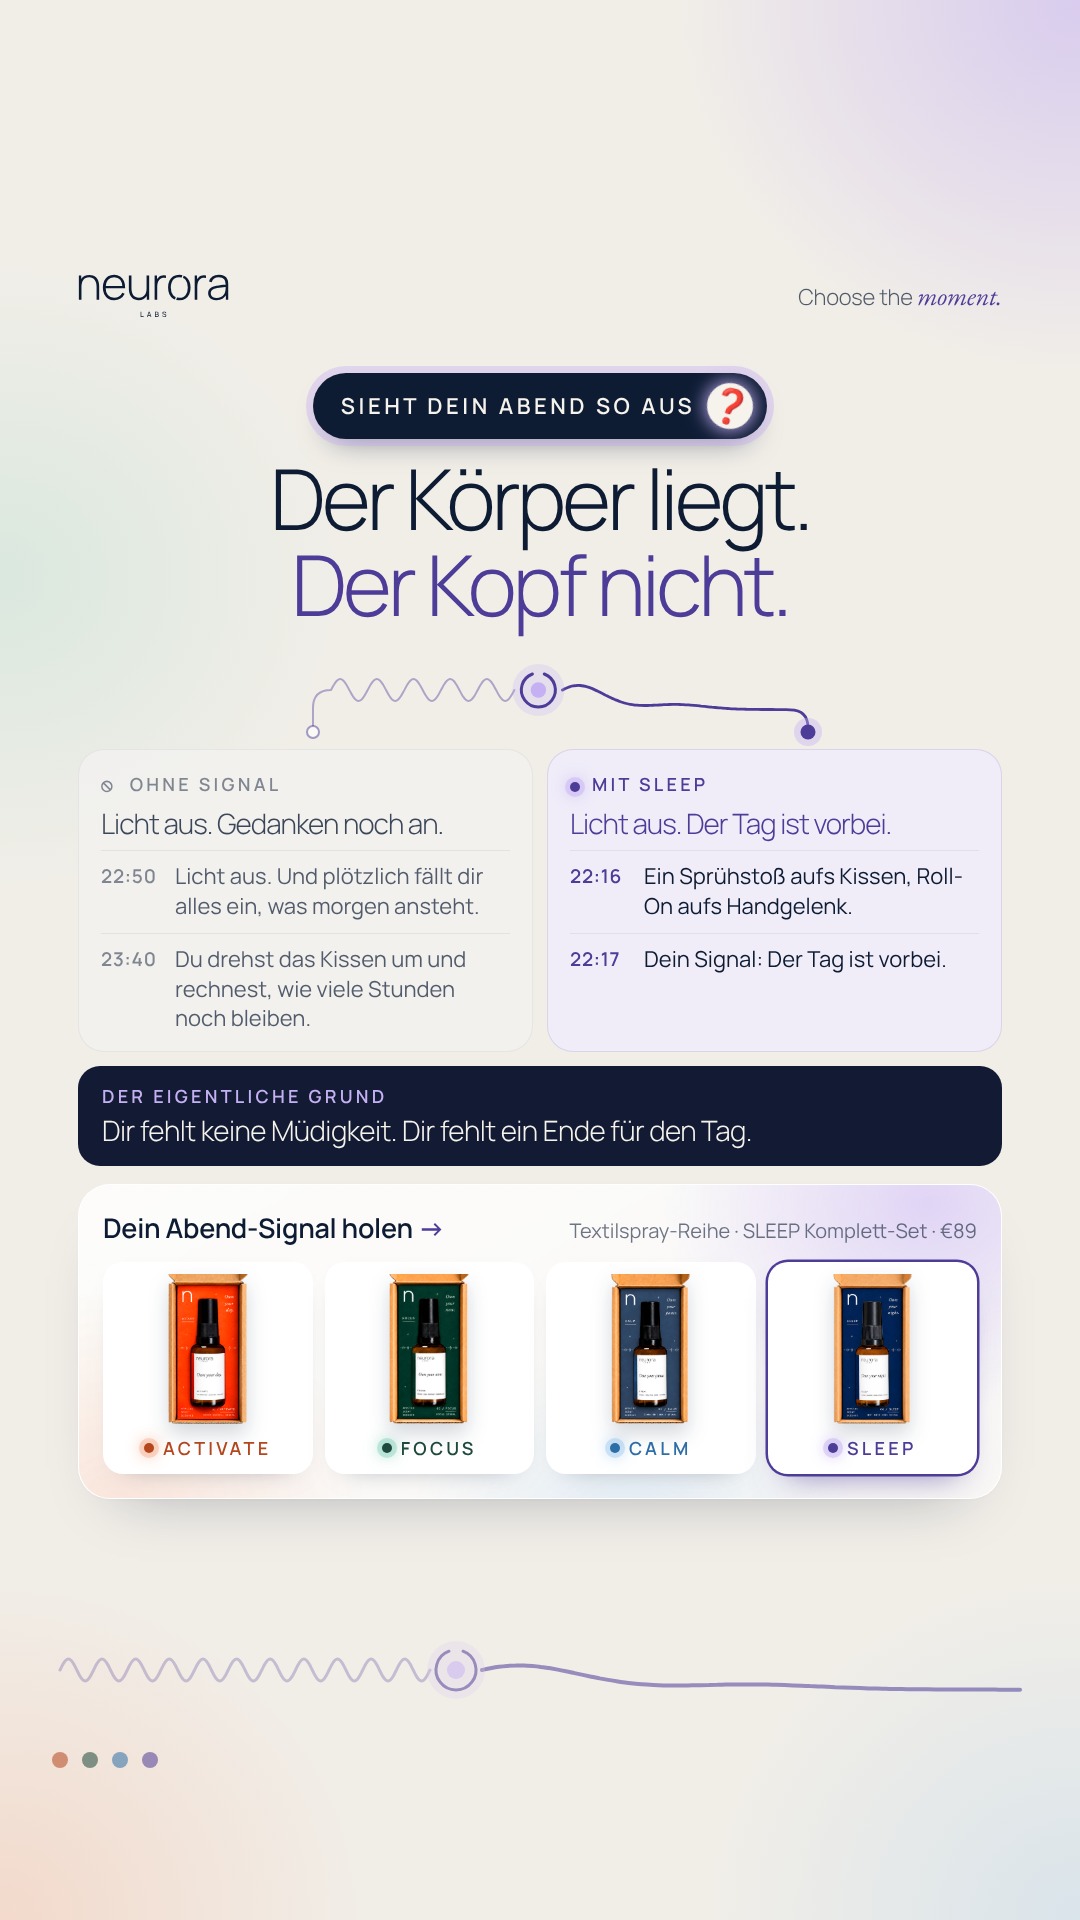 neurora
LABS
Choose the moment.
SIEHT DEIN ABEND SO AUS ❓
Der Körper liegt.
Der Kopf nicht.
OHNE SIGNAL
Licht aus. Gedanken noch an.
22:50 Licht aus. Und plötzlich fällt dir
alles ein, was morgen ansteht.
23:40 Du drehst das Kissen um und
rechnest, wie viele Stunden
noch bleiben.
MIT SLEEP
Licht aus. Der Tag ist vorbei.
22:16 Ein Sprühstoß aufs Kissen, Roll-
On aufs Handgelenk.
22:17 Dein Signal: Der Tag ist vorbei.
DER EIGENTLICHE GRUND
Dir fehlt keine Müdigkeit. Dir fehlt ein Ende für den Tag.
Dein Abend-Signal holen →
Textilspray-Reihe · SLEEP Komplett-Set · €89
n
n
n
n
ACTIVATE
FOCUS
CALM
SLEEP